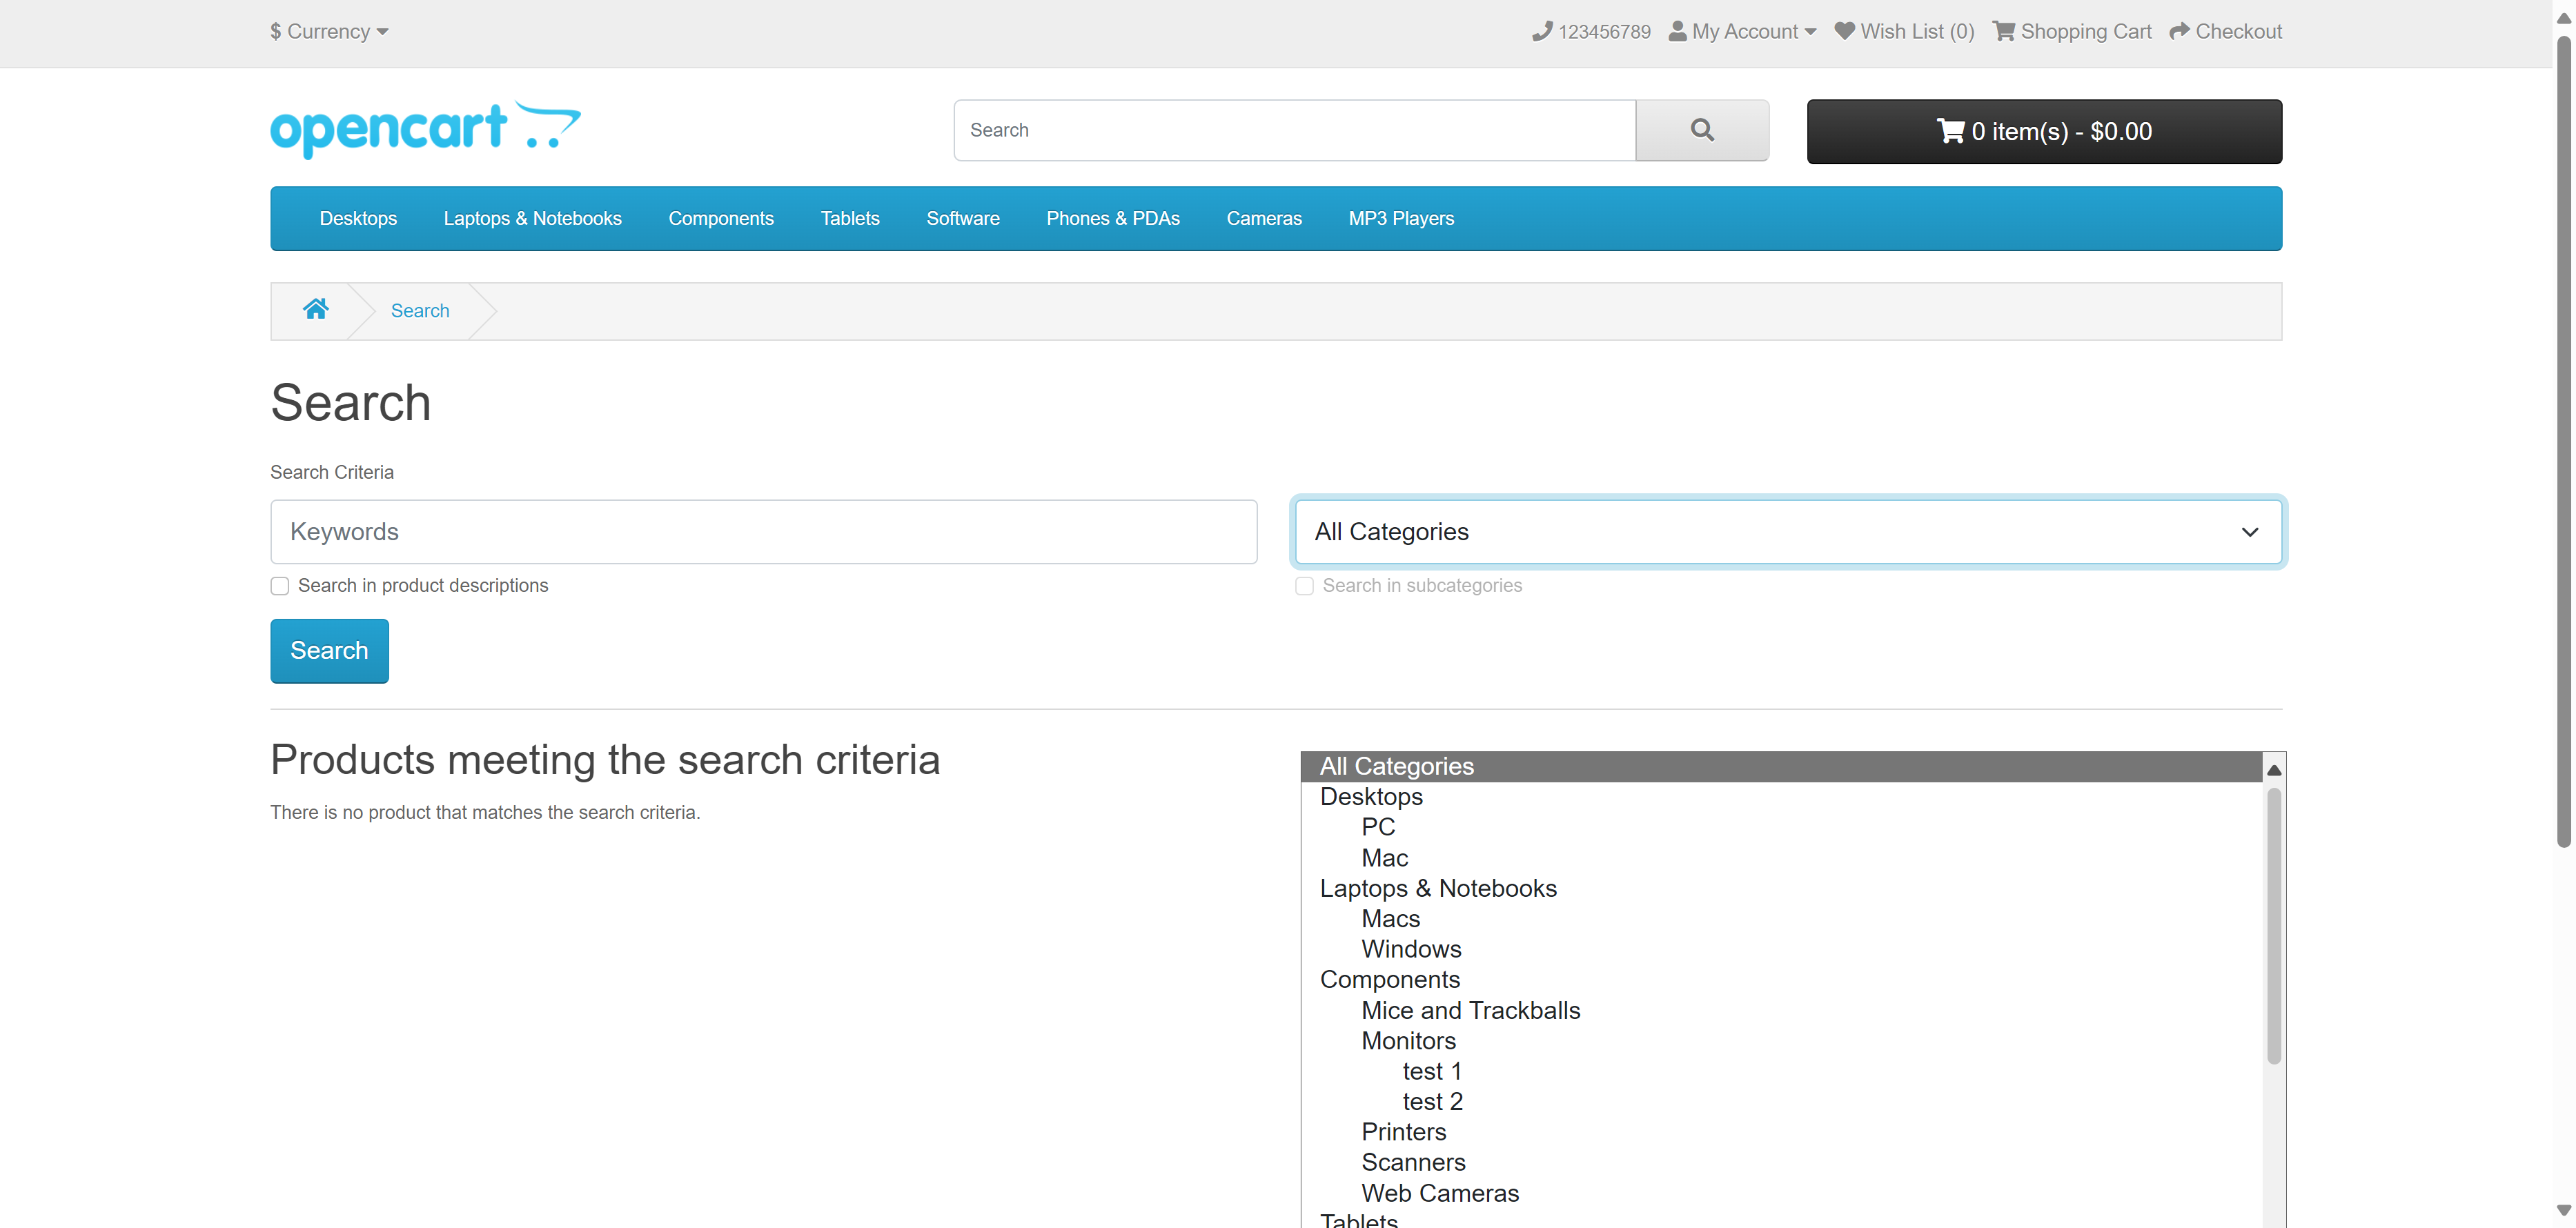 $ Currency
123456789 My Account Wish List (0) Shopping Cart Checkout
opencart
Search
0 item(s) - $0.00
Desktops Laptops & Notebooks Components Tablets Software Phones & PDAs Cameras MP3 Players
Search
Search
Search Criteria
Keywords
All Categories
Search in product descriptions
Search in subcategories
Search
Products meeting the search criteria
There is no product that matches the search criteria.
All Categories
Desktops
PC
Mac
Laptops & Notebooks
Macs
Windows
Components
Mice and Trackballs
Monitors
test 1
test 2
Printers
Scanners
Web Cameras
Tablets